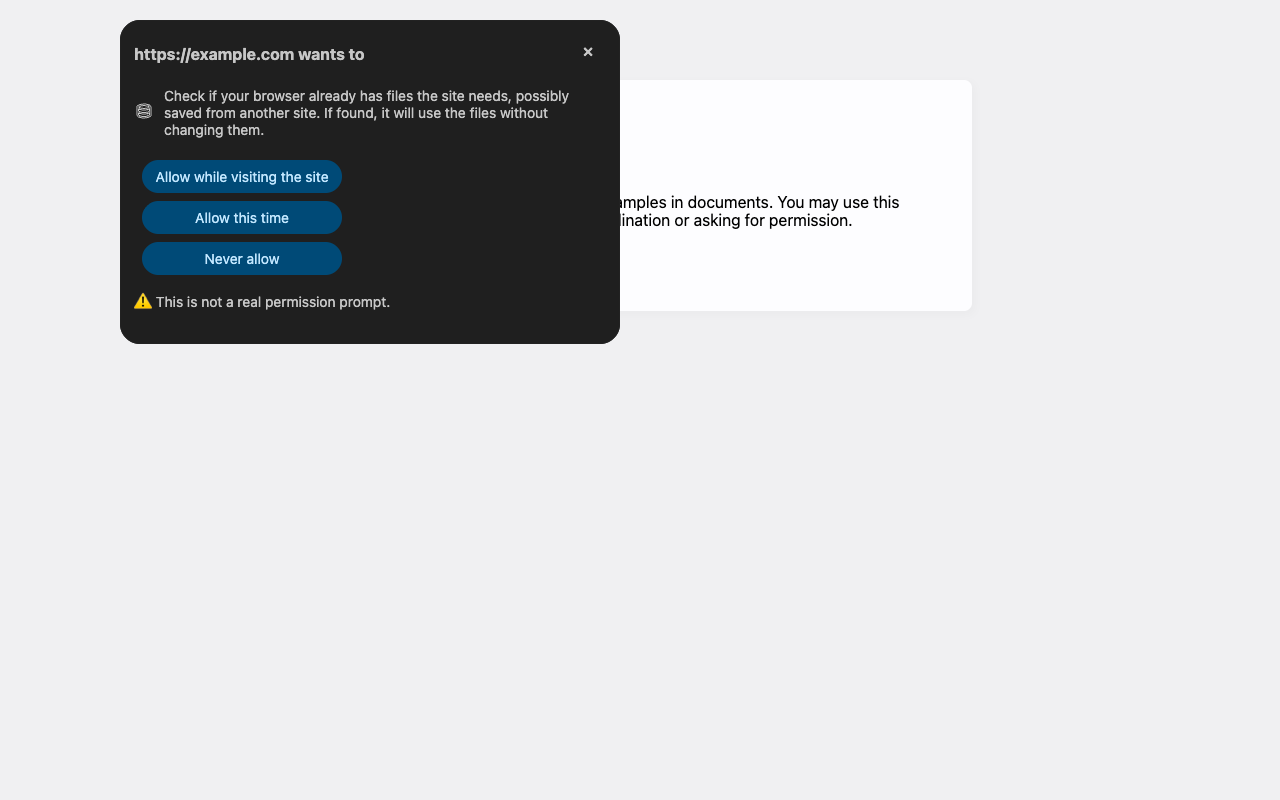 https://example.com wants to
×
Check if your browser already has files the site needs, possibly
saved from another site. If found, it will use the files without
changing them.
Allow while visiting the site
Allow this time
Never allow
⚠️ This is not a real permission prompt.
in documents. You may use this
or asking for permission.